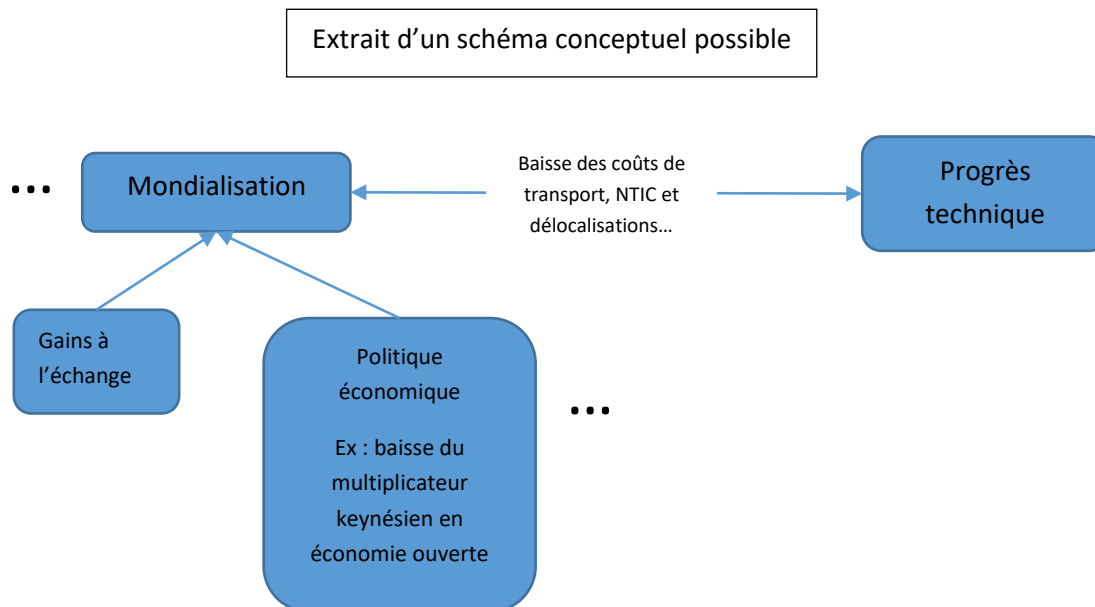 Extrait d’un schéma conceptuel possible
...
Mondialisation
Baisse des coûts de
transport, NTIC et
délocalisations…
Progrès
technique
Gains à
l’échange
Politique
économique
Ex : baisse du
multiplicateur
keynésien en
économie ouverte
...